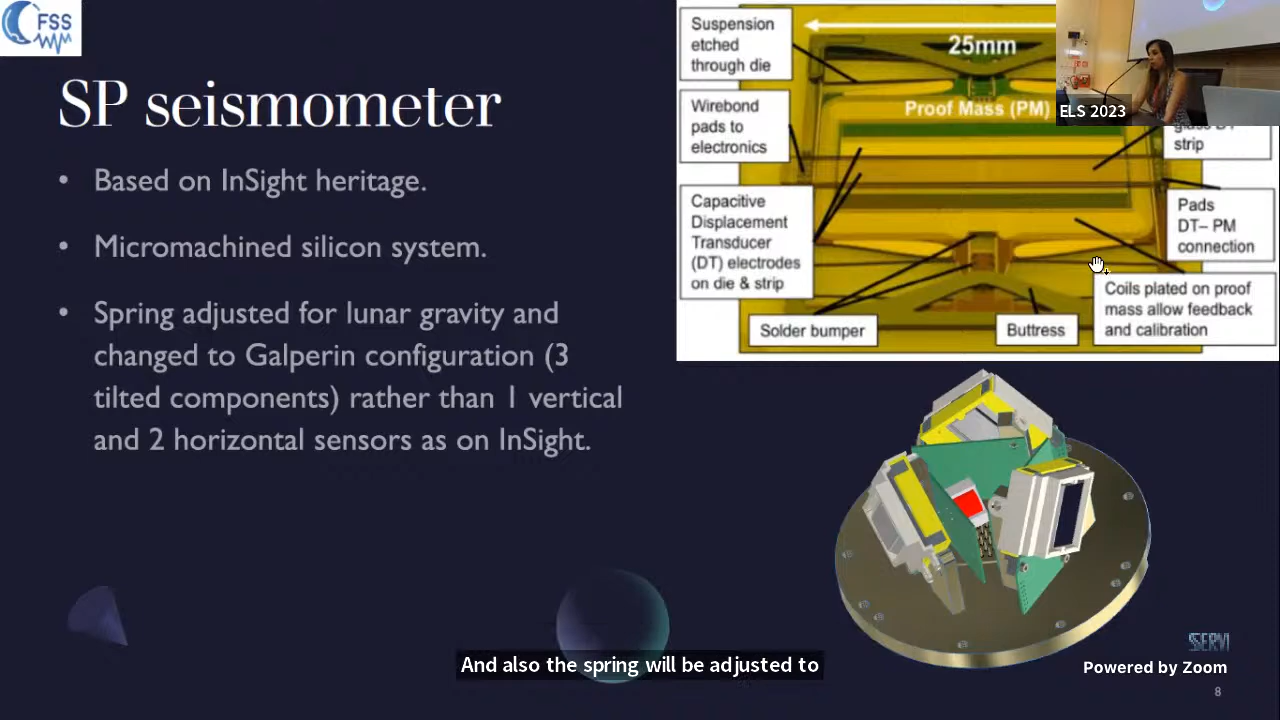 FSS
SP seismometer
• Based on InSight heritage.
• Micromachined silicon system.
• Spring adjusted for lunar gravity and
changed to Galperin configuration (3
tilted components) rather than 1 vertical
and 2 horizontal sensors as on InSight.
Suspension
etched
through die
25mm
Wirebond
pads to
electronics
Proof Mass (PM)
ELS 2023
strip
Capacitive
Displacement
Transducer
(DT) electrodes
on die & strip
Pads
DT– PM
connection
Coils plated on proof
mass allow feedback
and calibration
Solder bumper
Buttress
And also the spring will be adjusted to
SSERVI
Powered by Zoom
8